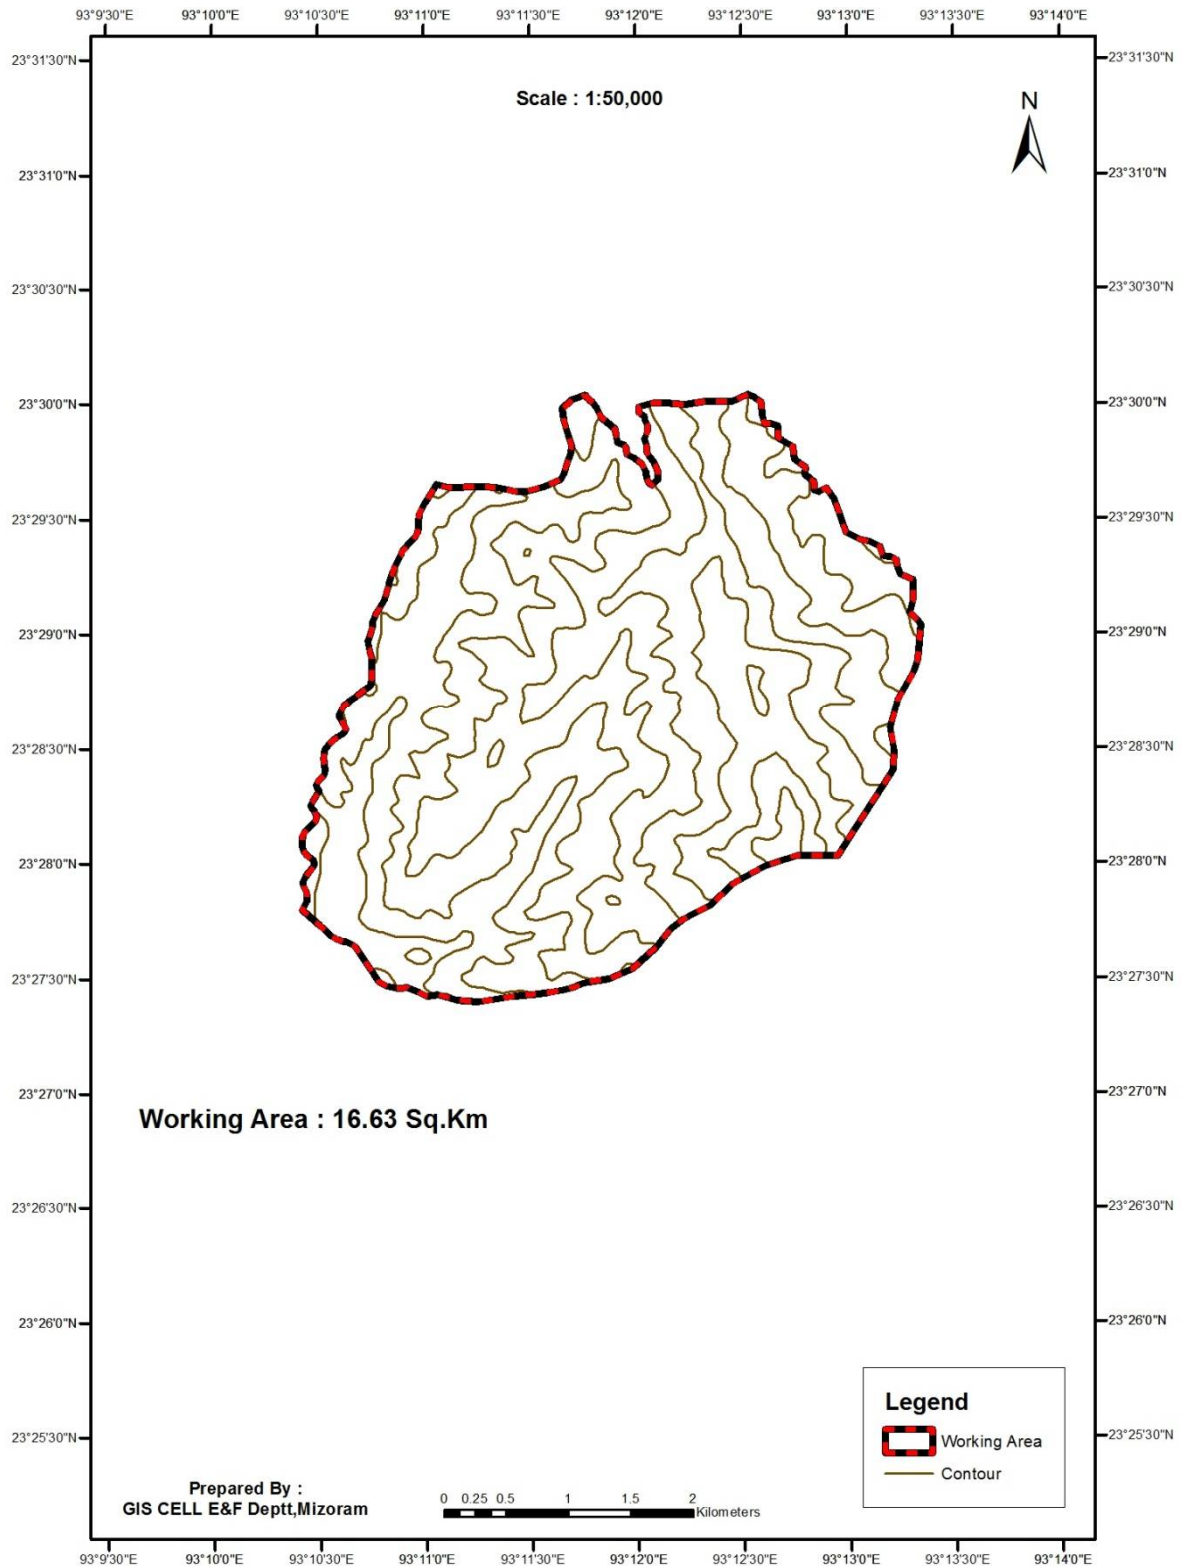 93°9'30"E 93°10'0"E 93°10'30"E 93°11'0"E 93°11'30"E 93°12'0"E 93°12'30"E 93°13'0"E 93°13'30"E 93°14'0"E
23°31'30"N 23°31'30"N
Scale : 1:50,000
N
23°31'0"N 23°31'0"N
23°30'30"N 23°30'30"N
23°30'0"N 23°30'0"N
23°29'30"N 23°29'30"N
23°29'0"N 23°29'0"N
23°28'30"N 23°28'30"N
23°28'0"N 23°28'0"N
23°27'30"N 23°27'30"N
23°27'0"N 23°27'0"N
Working Area : 16.63 Sq.Km
23°26'30"N 23°26'30"N
23°26'0"N 23°26'0"N
Legend
23°25'30"N 23°25'30"N
Working Area
Contour
Prepared By :
GIS CELL E&F Deptt,Mizoram
0 0.25 0.5 1 1.5 2
Kilometers
93°9'30"E 93°10'0"E 93°10'30"E 93°11'0"E 93°11'30"E 93°12'0"E 93°12'30"E 93°13'0"E 93°13'30"E 93°14'0"E